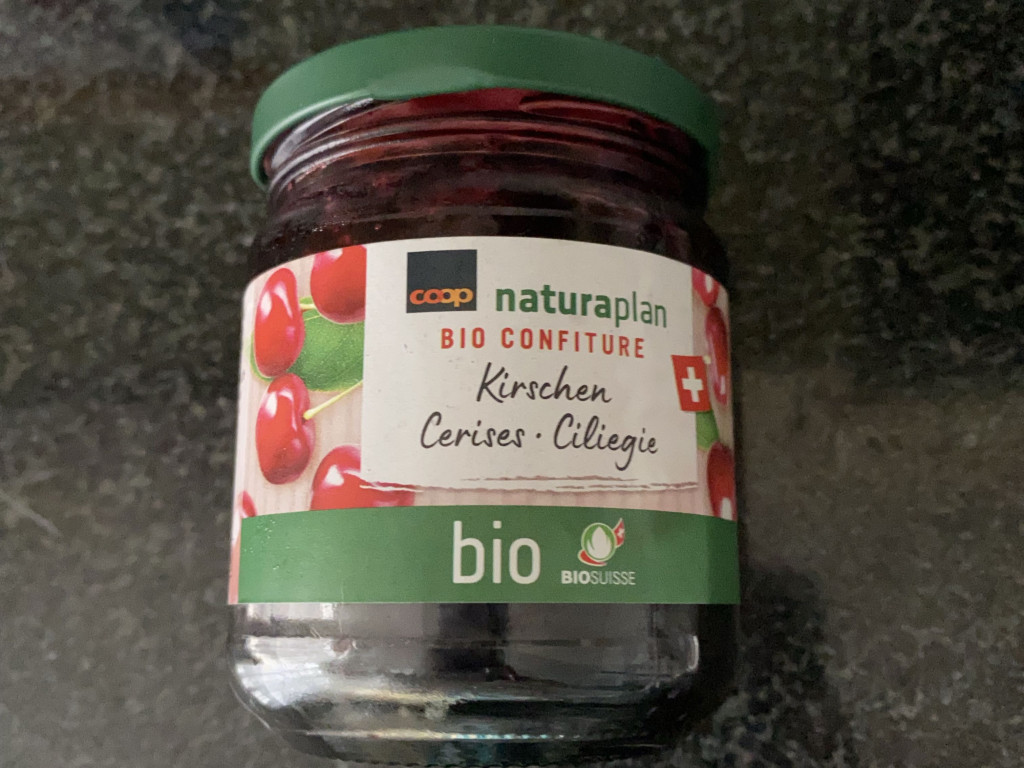 coop
naturaplan
BIO CONFITURE
Kirschen
Cerises · Ciliegie
bio
BIOSUISSE